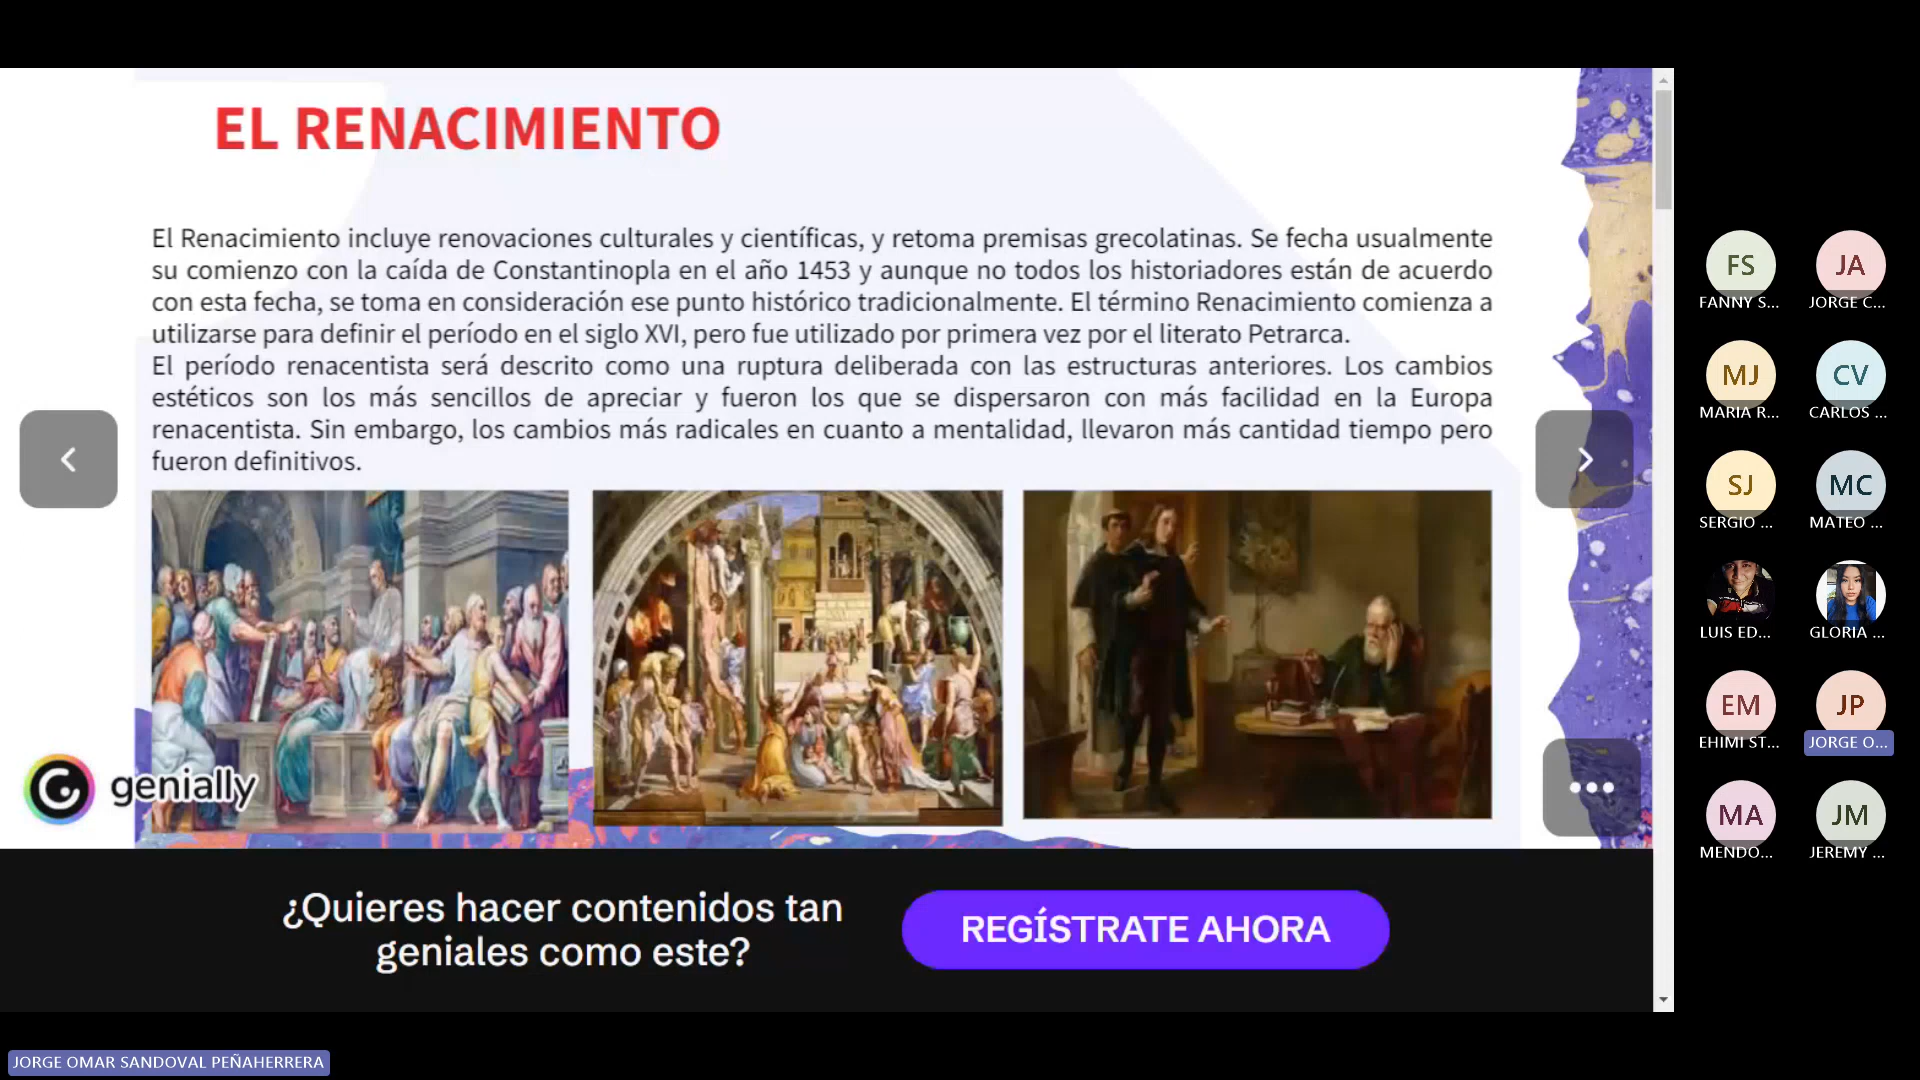 EL RENACIMIENTO
El Renacimiento incluye renovaciones culturales y científicas, y retoma premisas grecolatinas. Se fecha usualmente
su comienzo con la caída de Constantinopla en el año 1453 y aunque no todos los historiadores están de acuerdo
con esta fecha, se toma en consideración ese punto histórico tradicionalmente. El término Renacimiento comienza a
utilizarse para definir el período en el siglo XVI, pero fue utilizado por primera vez por el literato Petrarca.
El período renacentista será descrito como una ruptura deliberada con las estructuras anteriores. Los cambios
estéticos son los más sencillos de apreciar y fueron los que se dispersaron con más facilidad en la Europa
renacentista. Sin embargo, los cambios más radicales en cuanto a mentalidad, llevaron más cantidad tiempo pero
fueron definitivos.
genially
¿Quieres hacer contenidos tan
geniales como este?
REGÍSTRATE AHORA
FS JA
FANNY S... JORGE C...
MJ CV
MARIA R... CARLOS ...
SJ MC
SERGIO ... MATEO ...
LUIS ED... GLORIA ...
EM JP
EHIMI ST... JORGE O...
MA JM
MENDO... JEREMY ...
JORGE OMAR SANDOVAL PEÑAHERRERA